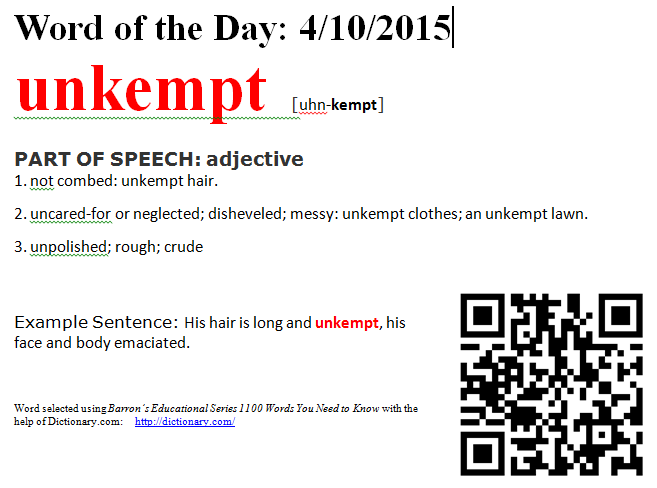 Word of the Day: 4/10/2015
unkempt [uhn-kempt]
PART OF SPEECH: adjective
1. not combed: unkempt hair.
2. uncared-for or neglected; disheveled; messy: unkempt clothes; an unkempt lawn.
3. unpolished; rough; crude
Example Sentence: His hair is long and unkempt, his
face and body emaciated.
Word selected using Barron´s Educational Series 1100 Words You Need to Know with the
help of Dictionary.com: http://dictionary.com/